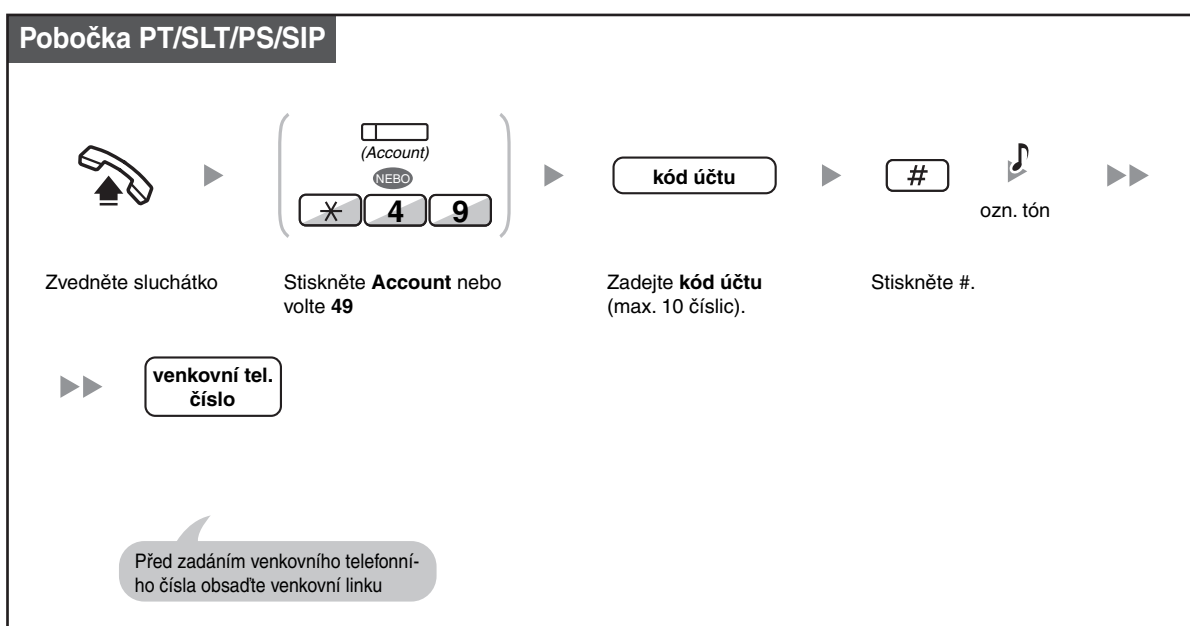 Pobočka PT/SLT/PS/SIP
(Account)
NEBO
* 4 9
kód účtu
#
ozn. tón
Zvedněte sluchátko
Stiskněte Account nebo
volte 49
Zadejte kód účtu
(max. 10 číslic).
Stiskněte #.
venkovní tel.
číslo
Před zadáním venkovního telefonní-
ho čísla obsaďte venkovní linku